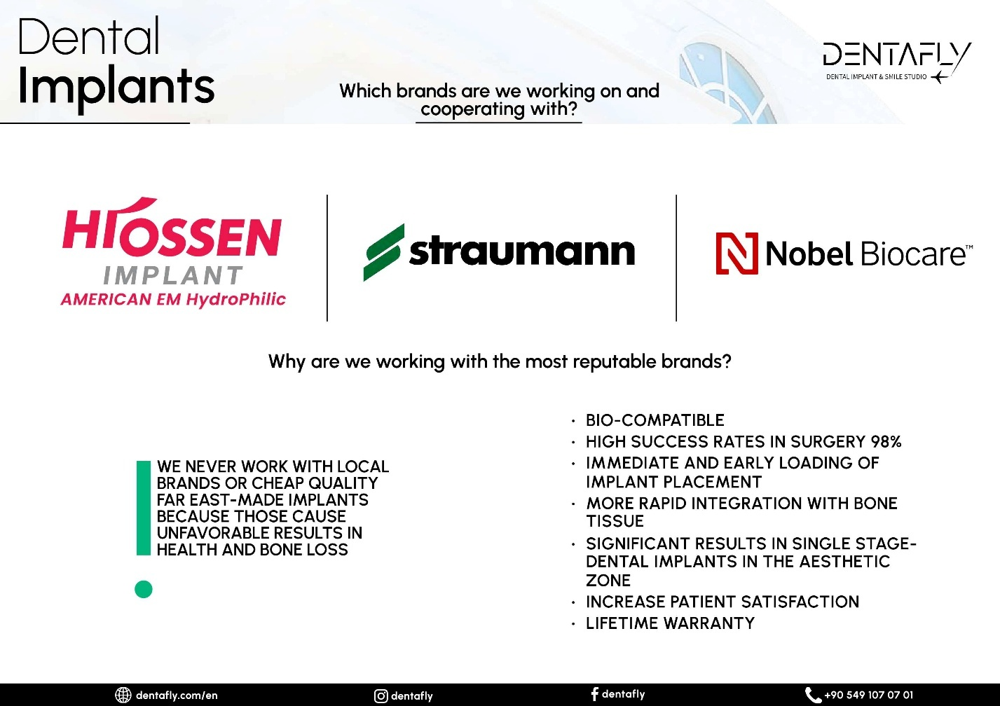 Dental
Implants
Which brands are we working on and
cooperating with?
DENTAFLY
DENTAL IMPLANT & SMILE STUDIO
HIOSSEN
IMPLANT
AMERICAN EM HydroPhilic
straumann
Nobel Biocare™
Why are we working with the most reputable brands?
WE NEVER WORK WITH LOCAL
BRANDS OR CHEAP QUALITY
FAR EAST-MADE IMPLANTS
BECAUSE THOSE CAUSE
UNFAVORABLE RESULTS IN
HEALTH AND BONE LOSS
· BIO-COMPATIBLE
· HIGH SUCCESS RATES IN SURGERY 98%
· IMMEDIATE AND EARLY LOADING OF
IMPLANT PLACEMENT
· MORE RAPID INTEGRATION WITH BONE
TISSUE
· SIGNIFICANT RESULTS IN SINGLE STAGE-
DENTAL IMPLANTS IN THE AESTHETIC
ZONE
· INCREASE PATIENT SATISFACTION
· LIFETIME WARRANTY
dentafly.com/en
dentafly
dentafly
+90 549 107 07 01